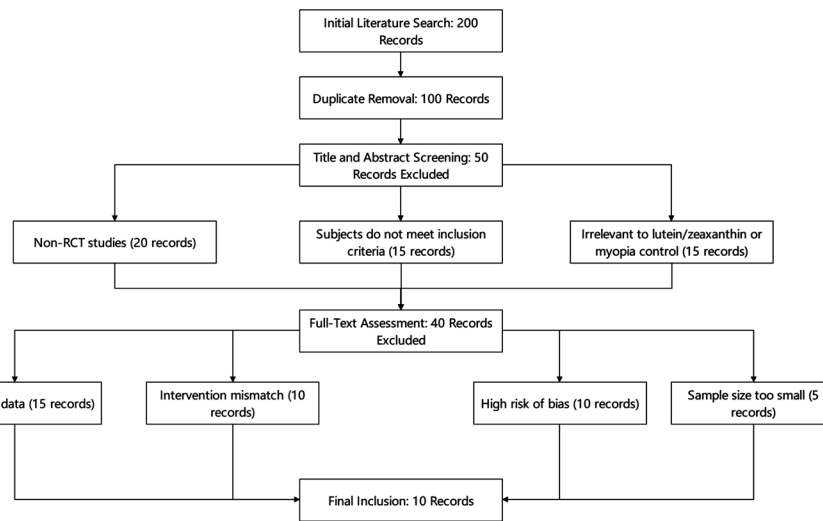 Initial Literature Search: 200
Records
Duplicate Removal: 100 Records
Title and Abstract Screening: 50
Records Excluded
Non-RCT studies (20 records)
Subjects do not meet inclusion
criteria (15 records)
Irrelevant to lutein/zeaxanthin or
myopia control (15 records)
Full-Text Assessment: 40 Records
Excluded
data (15 records)
Intervention mismatch (10
records)
High risk of bias (10 records)
Sample size too small (5
records)
Final Inclusion: 10 Records